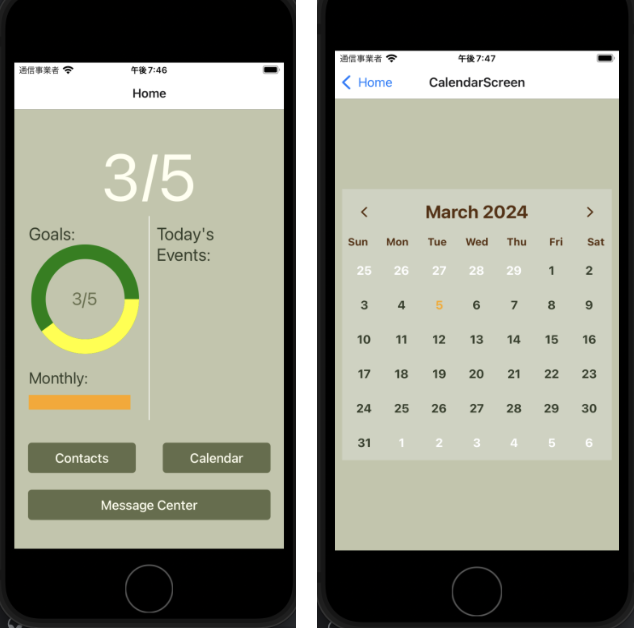 通信事業者 午後7:46
Home
3/5
Goals:
Today's
Events:
3/5
Monthly:
Contacts Calendar
Message Center
通信事業者 午後7:47
Home CalendarScreen
March 2024
Sun Mon Tue Wed Thu Fri Sat
25 26 27 28 29 1 2
3 4 5 6 7 8 9
10 11 12 13 14 15 16
17 18 19 20 21 22 23
24 25 26 27 28 29 30
31 1 2 3 4 5 6